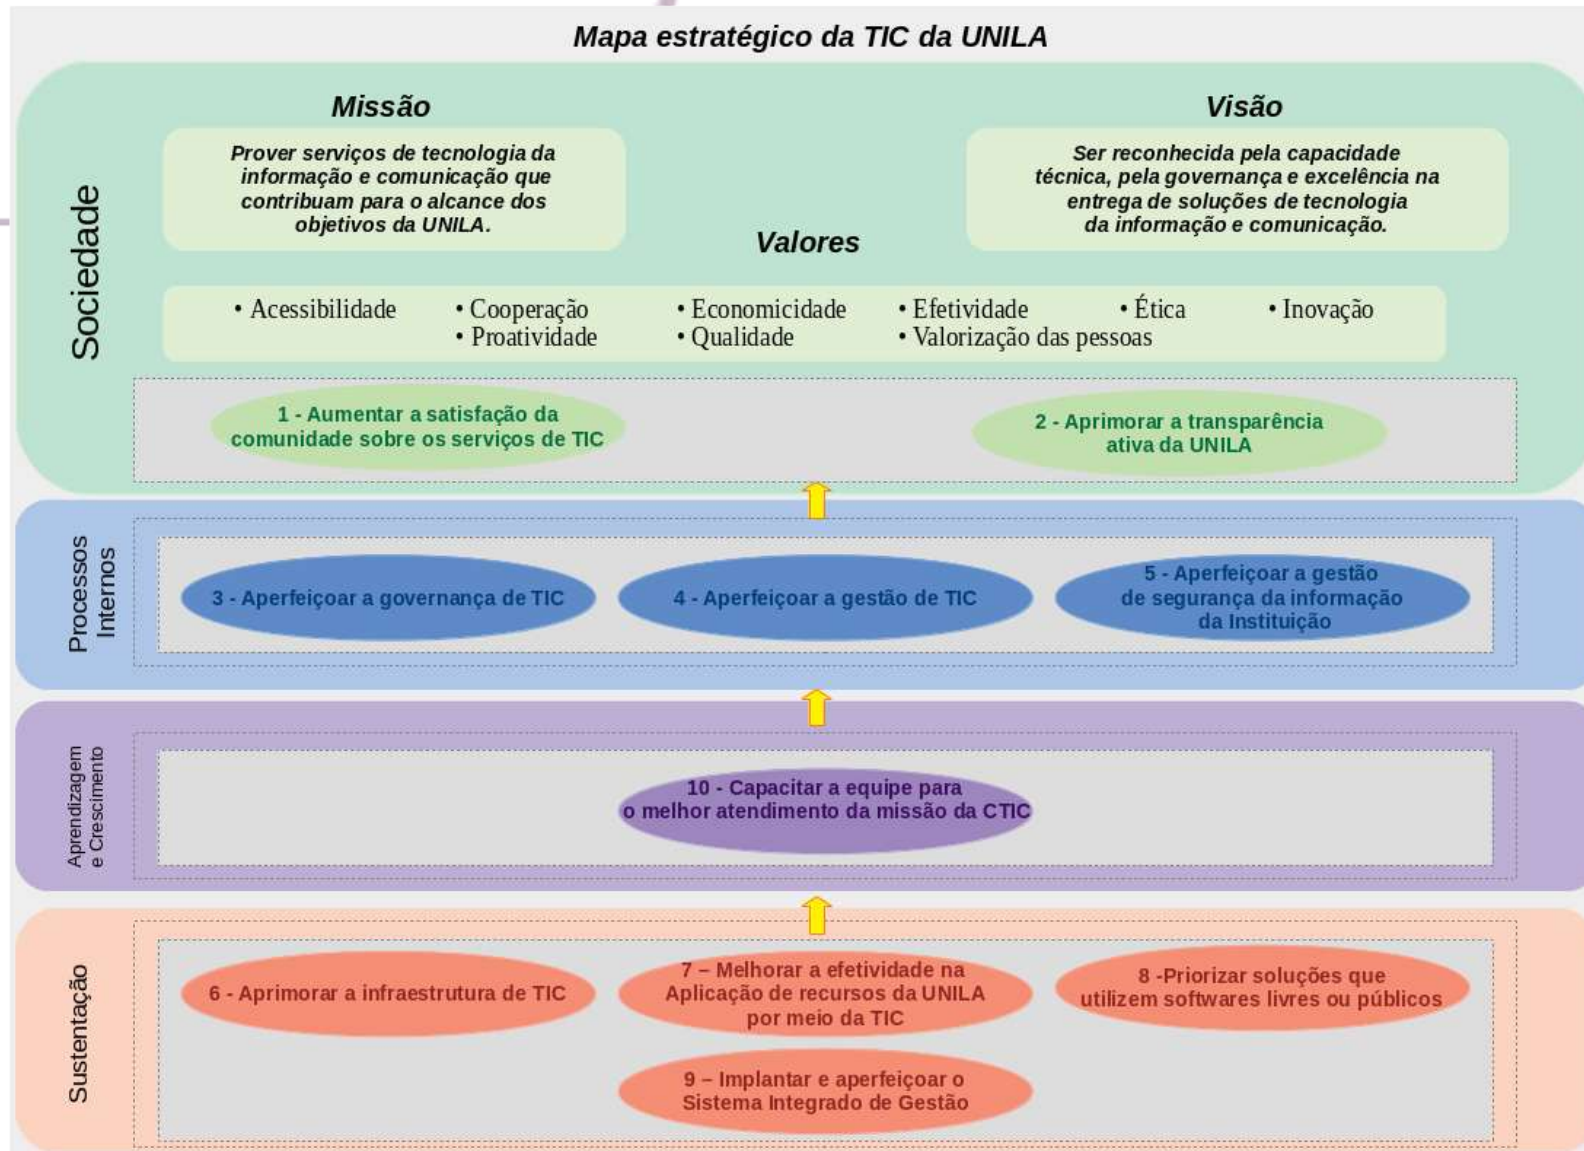 Mapa estratégico da TIC da UNILA
Missão
Visão
Prover serviços de tecnologia da
informação e comunicação que
contribuam para o alcance dos
objetivos da UNILA.
Ser reconhecida pela capacidade
técnica, pela governança e excelência na
entrega de soluções de tecnologia
da informação e comunicação.
Sociedade
Valores
• Acessibilidade • Cooperação • Economicidade • Efetividade • Ética • Inovação
• Proatividade • Qualidade • Valorização das pessoas
1 - Aumentar a satisfação da
comunidade sobre os serviços de TIC
2 - Aprimorar a transparência
ativa da UNILA
Processos
Internos
3 - Aperfeiçoar a governança de TIC
4 - Aperfeiçoar a gestão de TIC
5 - Aperfeiçoar a gestão
de segurança da informação
da Instituição
Aprendizagem
e Crescimento
10 - Capacitar a equipe para
o melhor atendimento da missão da CTIC
Sustentação
6 - Aprimorar a infraestrutura de TIC
7 – Melhorar a efetividade na
Aplicação de recursos da UNILA
por meio da TIC
8 -Priorizar soluções que
utilizem softwares livres ou públicos
9 – Implantar e aperfeiçoar o
Sistema Integrado de Gestão